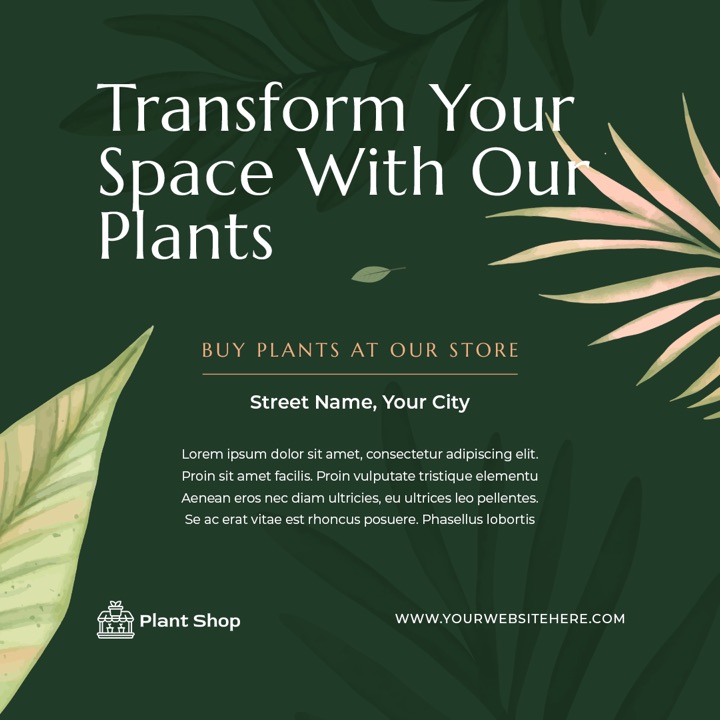 Transform Your
Space With Our
Plants
BUY PLANTS AT OUR STORE
Street Name, Your City
Lorem ipsum dolor sit amet, consectetur adipiscing elit.
Proin sit amet facilis. Proin vulputate tristique elementu
Aenean eros nec diam ultricies, eu ultrices leo pellentes.
Se ac erat vitae est rhoncus posuere. Phasellus lobortis
Plant Shop
WWW.YOURWEBSITEHERE.COM